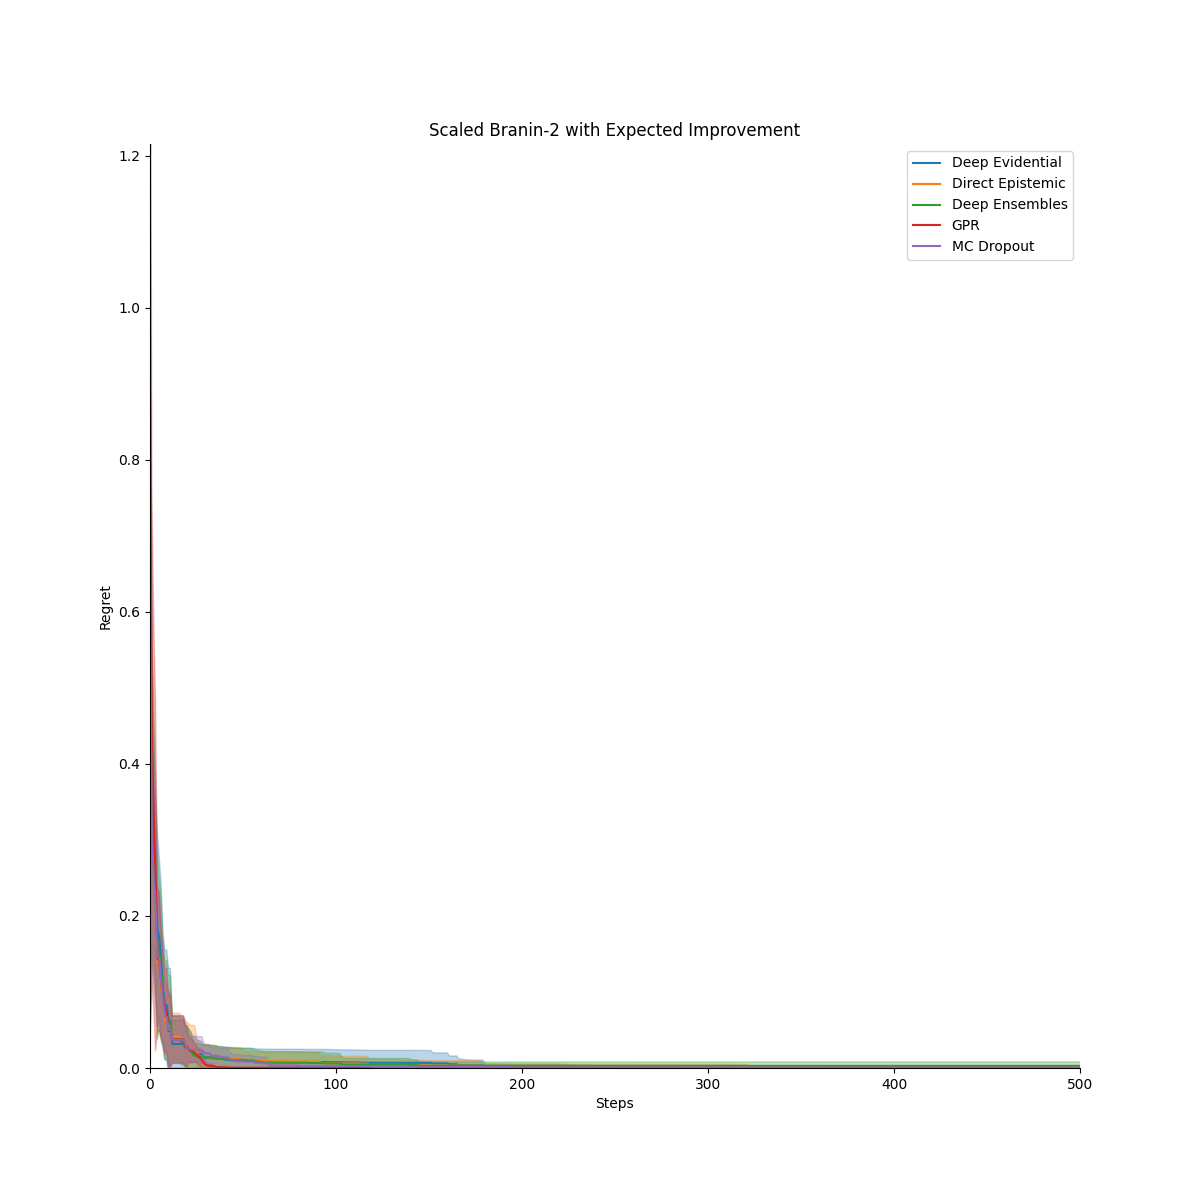 Scaled Branin-2 with Expected Improvement
Deep Evidential
Direct Epistemic
Deep Ensembles
GPR
MC Dropout
1.2
1.0
0.8
0.6
0.4
0.2
0.0
Regret
0 100 200 300 400 500
Steps